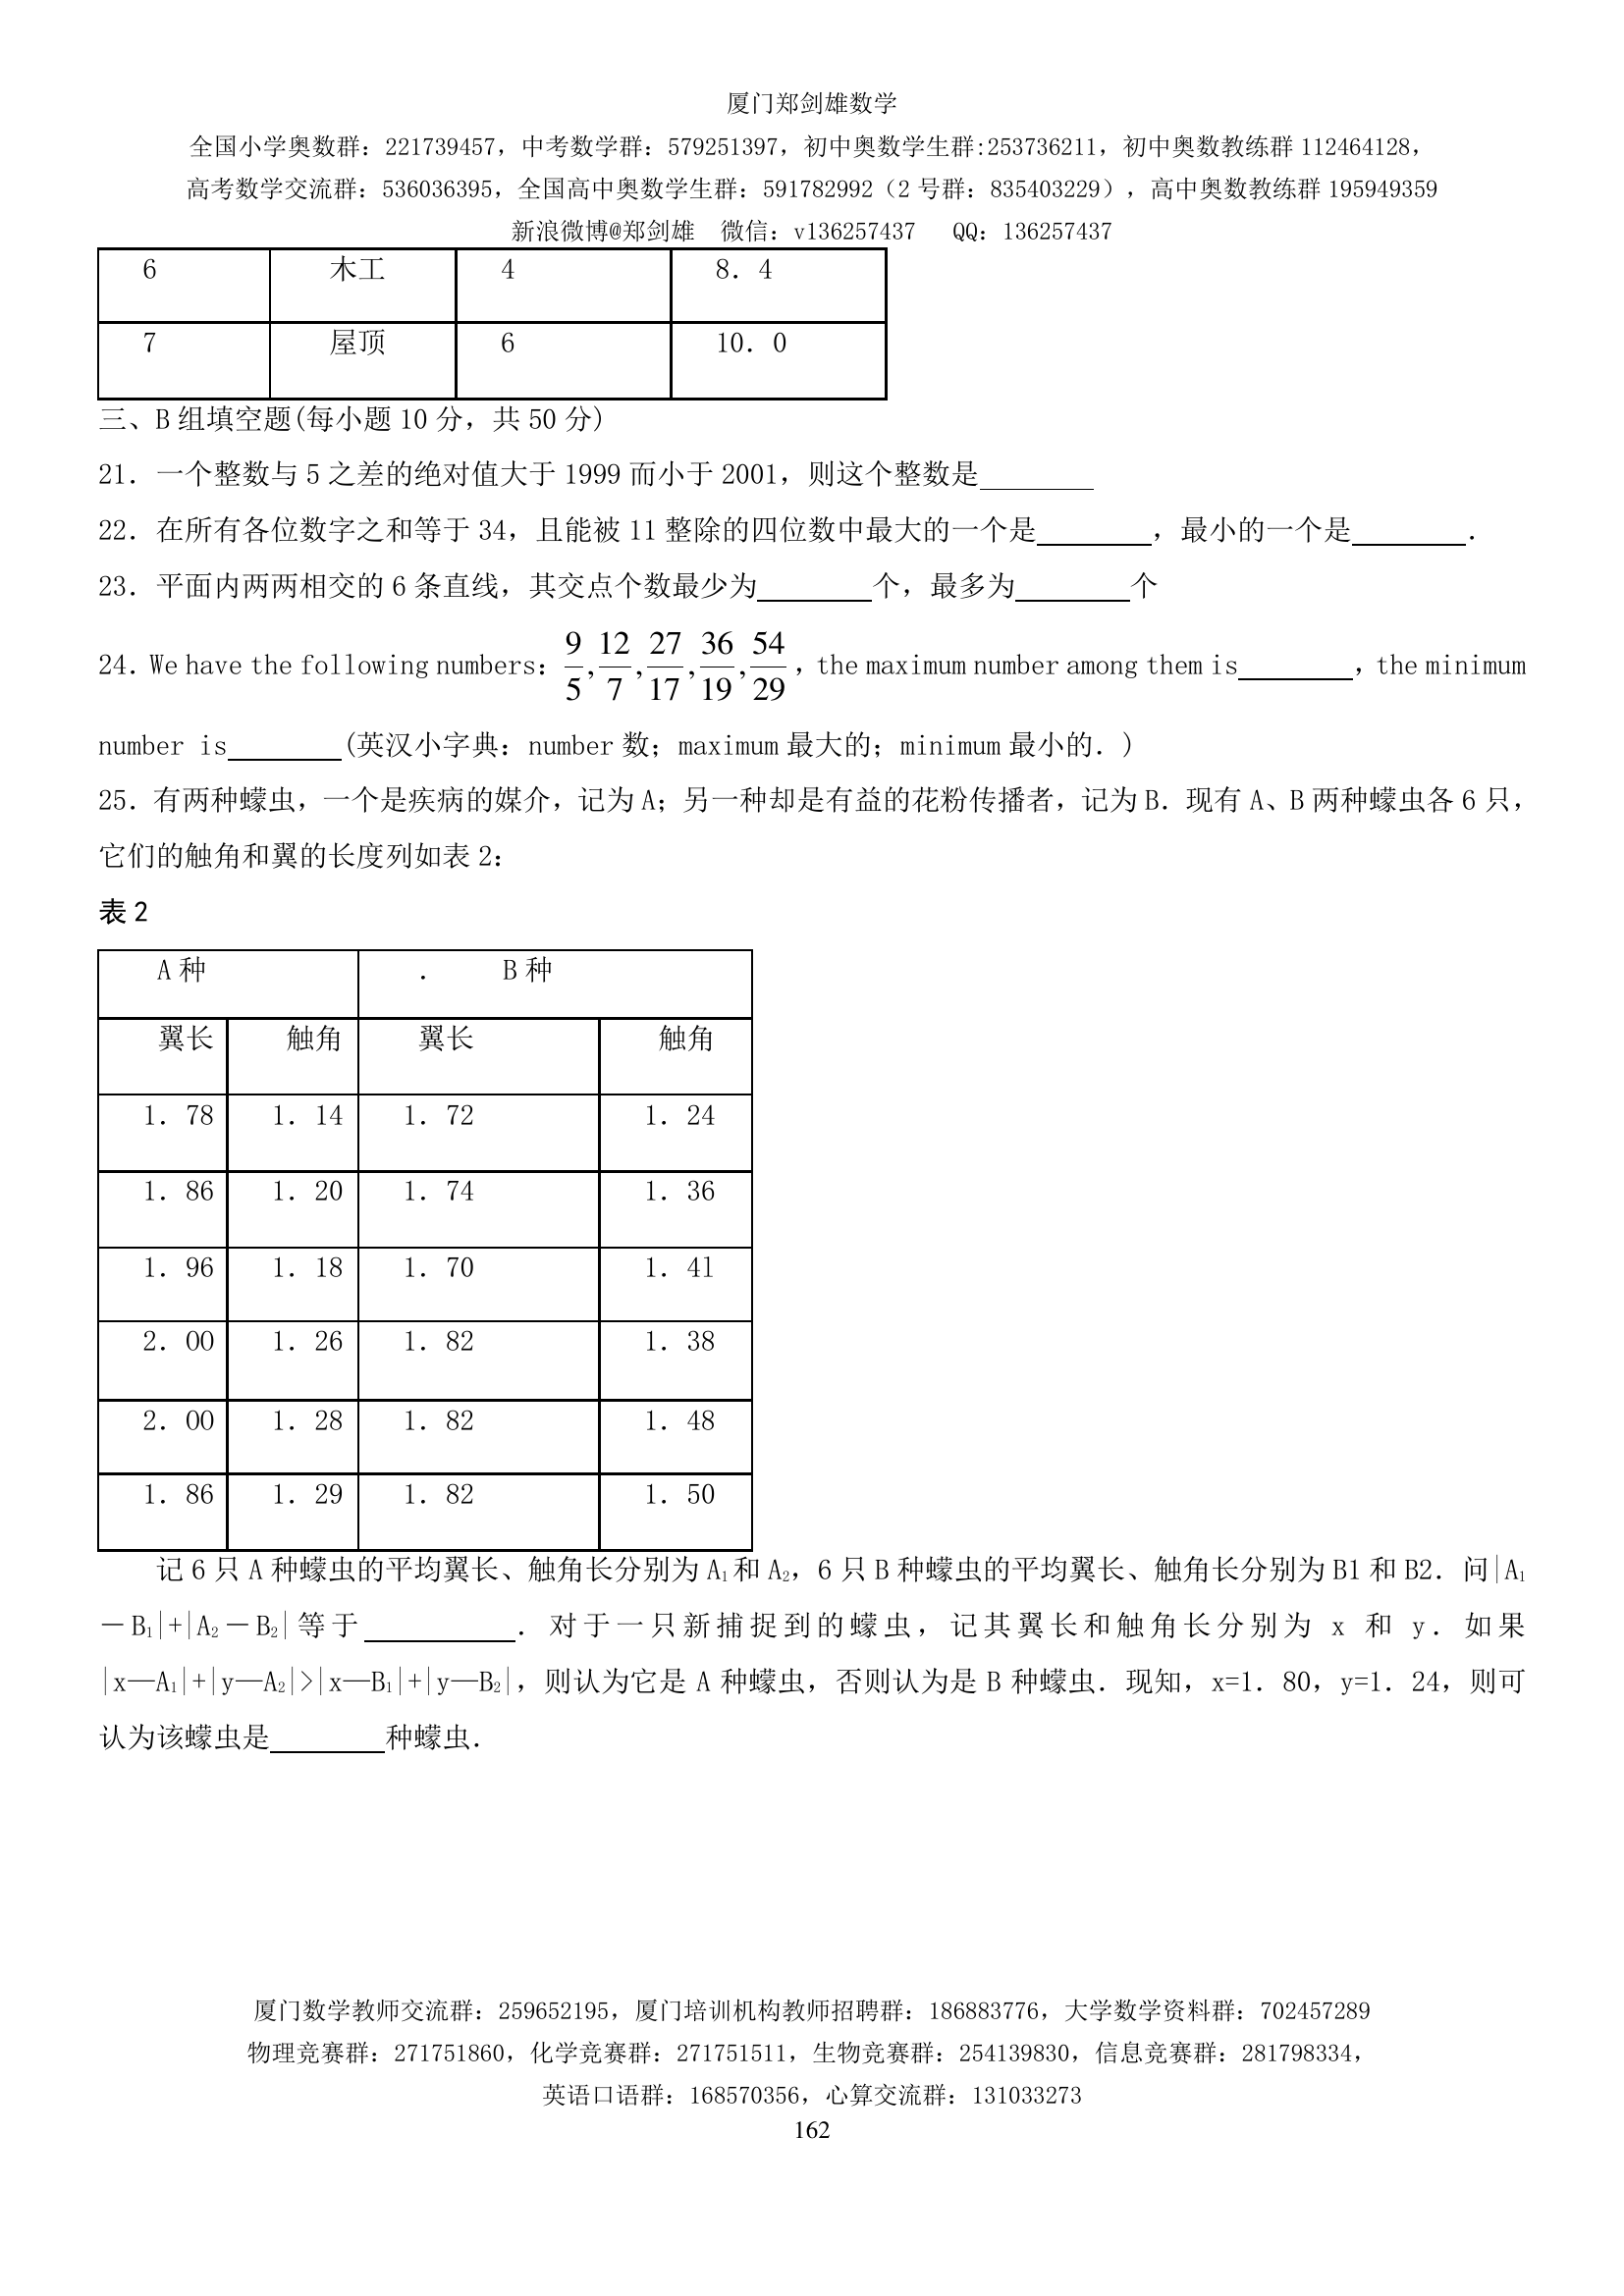 厦门郑剑雄数学
全国小学奥数群：221739457，中考数学群：579251397，初中奥数学生群:253736211，初中奥数教练群 112464128，
高考数学交流群：536036395，全国高中奥数学生群：591782992（2 号群：835403229），高中奥数教练群 195949359
新浪微博@郑剑雄 微信：v136257437 QQ：136257437
6 木工 4 8．4
7 屋顶 6 10．0
三、B 组填空题(每小题 10 分，共 50 分)
21．一个整数与 5 之差的绝对值大于 1999 而小于 2001，则这个整数是________
22．在所有各位数字之和等于 34，且能被 11 整除的四位数中最大的一个是________，最小的一个是________．
23．平面内两两相交的 6 条直线，其交点个数最少为________个，最多为________个
24．We have the following numbers：9/5, 12/7, 27/17, 36/19, 54/29，the maximum number among them is________，the minimum
number is________(英汉小字典：number 数；maximum 最大的；minimum 最小的．)
25．有两种蠓虫，一个是疾病的媒介，记为 A；另一种却是有益的花粉传播者，记为 B．现有 A、B 两种蠓虫各 6 只，
它们的触角和翼的长度列如表 2：
表 2
A 种 ． B 种
翼长 触角 翼长 触角
1．78 1．14 1．72 1．24
1．86 1．20 1．74 1．36
1．96 1．18 1．70 1．41
2．00 1．26 1．82 1．38
2．00 1．28 1．82 1．48
1．86 1．29 1．82 1．50
记 6 只 A 种蠓虫的平均翼长、触角长分别为 A₁和 A₂，6 只 B 种蠓虫的平均翼长、触角长分别为 B1 和 B2．问|A₁
－B₁|+|A₂－B₂|等于__________．对于一只新捕捉到的蠓虫，记其翼长和触角长分别为 x 和 y．如果
|x—A₁|+|y—A₂|>|x—B₁|+|y—B₂|，则认为它是 A 种蠓虫，否则认为是 B 种蠓虫．现知，x=1．80，y=1．24，则可
认为该蠓虫是________种蠓虫．
厦门数学教师交流群：259652195，厦门培训机构教师招聘群：186883776，大学数学资料群：702457289
物理竞赛群：271751860，化学竞赛群：271751511，生物竞赛群：254139830，信息竞赛群：281798334，
英语口语群：168570356，心算交流群：131033273
162